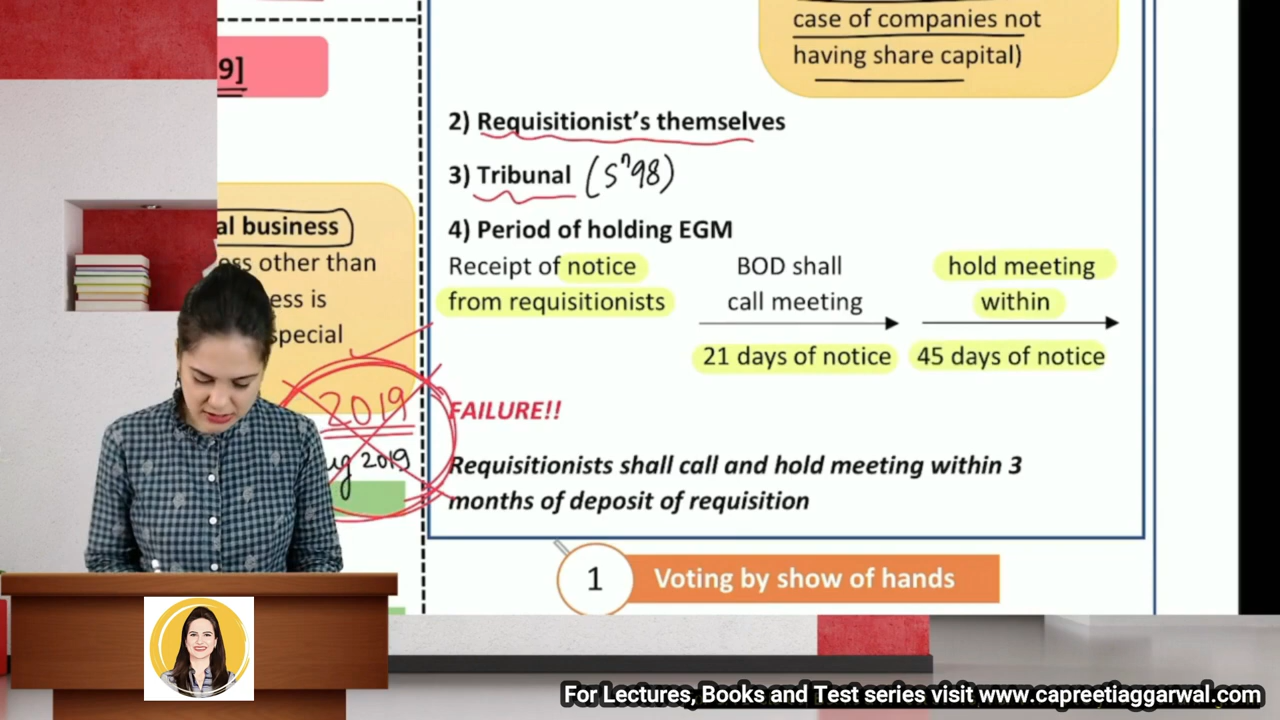 9]
al business
ess other than
ess is
special
2019
ug 2019
case of companies not
having share capital)
2) Requisitionist's themselves
3) Tribunal (Sⁿ98)
4) Period of holding EGM
Receipt of notice
from requisitionists
BOD shall
call meeting
hold meeting
within
21 days of notice
45 days of notice
FAILURE!!
Requisitionists shall call and hold meeting within 3
months of deposit of requisition
1 Voting by show of hands
For Lectures, Books and Test series visit www.capreetiaggarwal.com